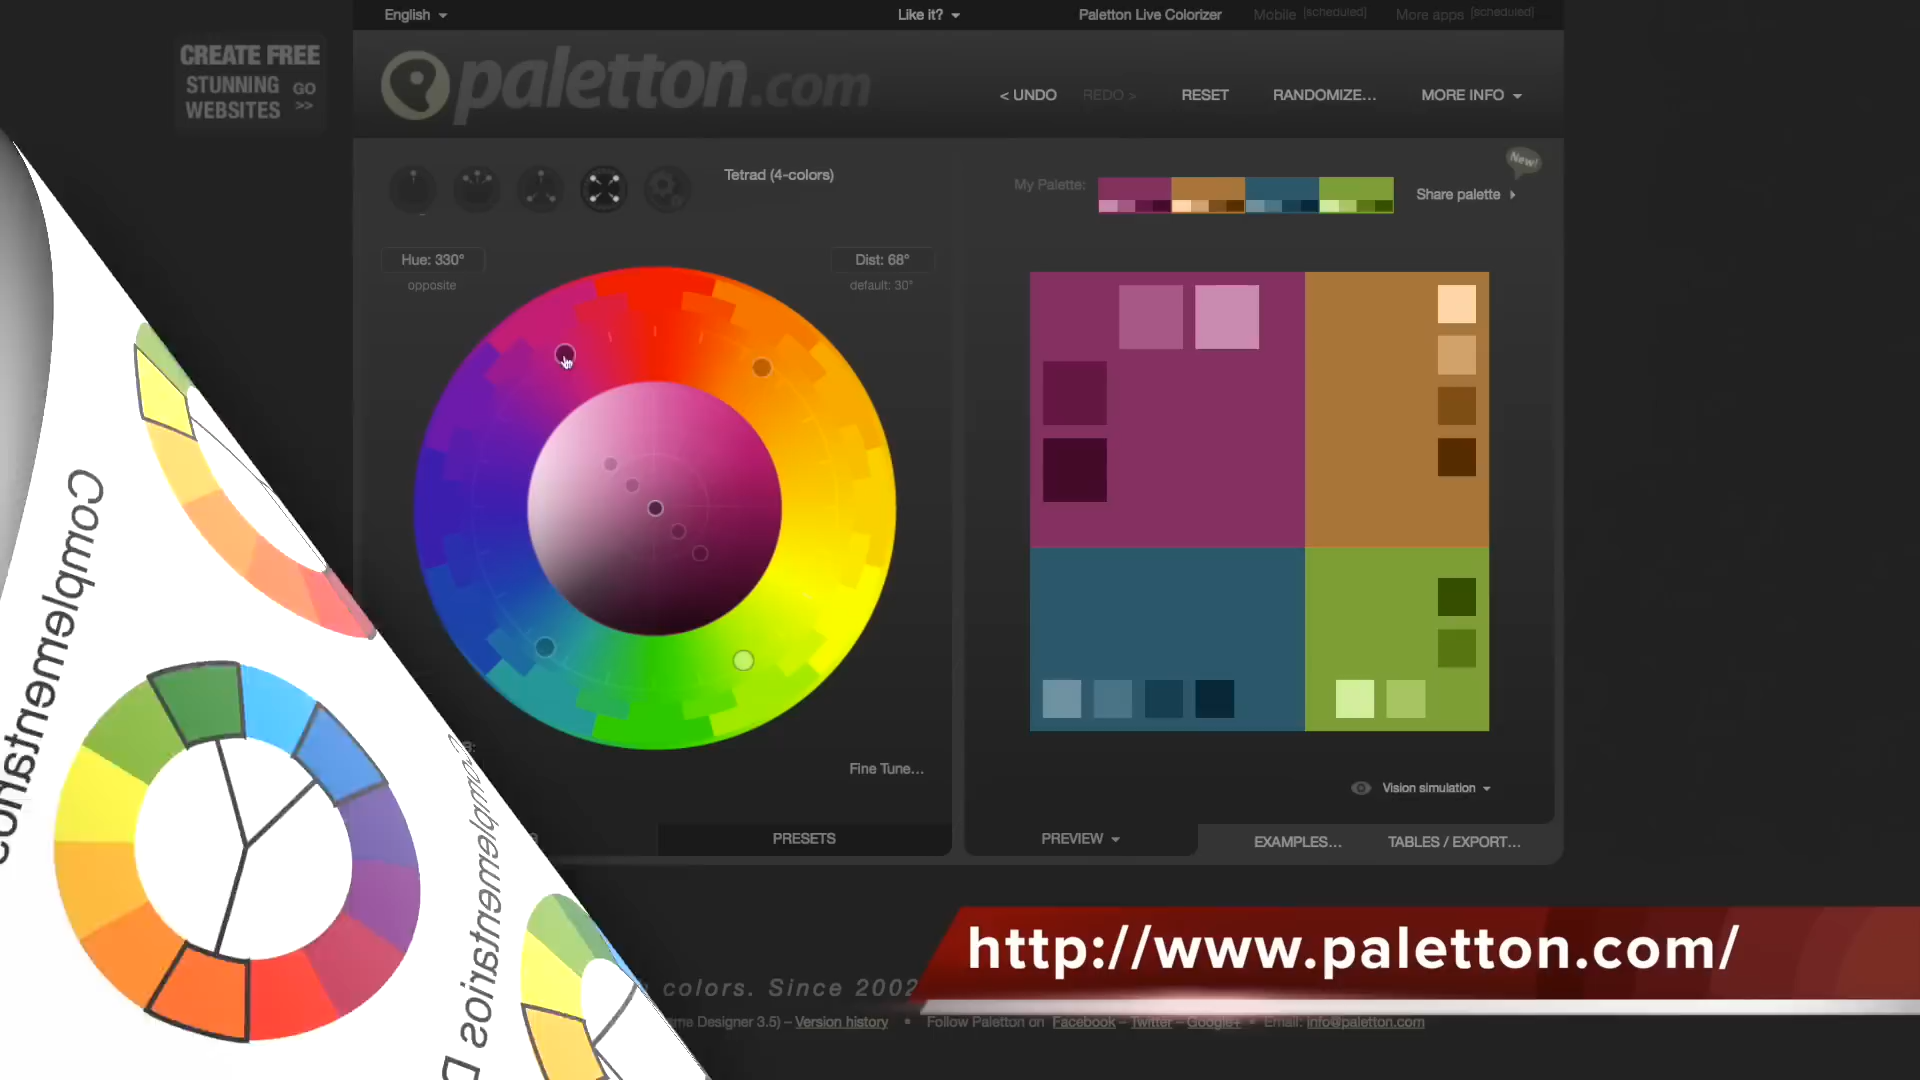 English
Like it?
Paletton Live Colorizer
Mobile [scheduled]
More apps [scheduled]
CREATE FREE
STUNNING
WEBSITES
GO
>>
paletton.com
< UNDO
REDO >
RESET
RANDOMIZE...
MORE INFO
Tetrad (4-colors)
My Palette:
New!
Share palette
Hue: 330°
opposite
Dist: 68°
default: 30°
Fine Tune...
Vision simulation
PRESETS
PREVIEW
EXAMPLES...
TABLES / EXPORT...
http://www.paletton.com/
colors. Since 2002
Designer 3.5) – Version history • Follow Paletton on Facebook – Twitter – Google+ • Email: info@paletton.com